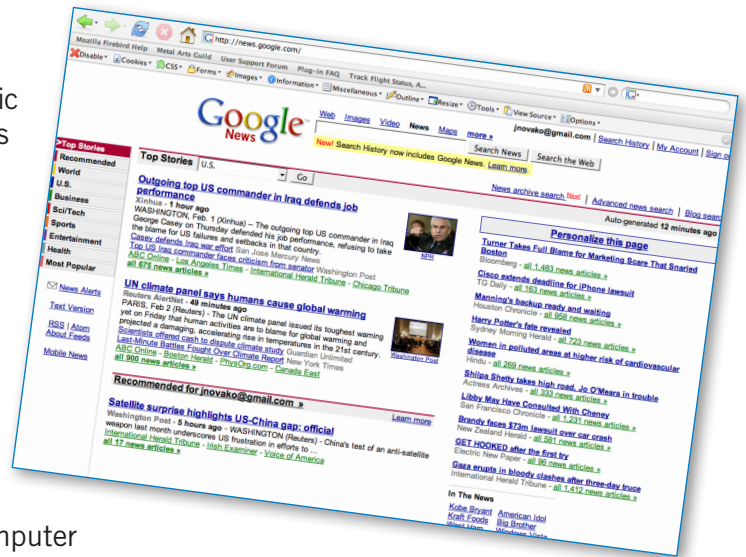 ic
s
mputer
http://news.google.com/
Mozilla Firebird Help Metal Arts Guild User Support Forum Plug-in FAQ Track Flight Status, A...
Disable Cookies CSS Forms Images Information Miscellaneous Outline Resize Tools View Source Options
jnovako@gmail.com | Search History | My Account | Sign o
Google
News
Web Images Video News Maps more »
Search News Search the Web
New! Search History now includes Google News. Learn more.
News archive search New! | Advanced news search | Blog searc
>Top Stories
Recommended
World
U.S.
Business
Sci/Tech
Sports
Entertainment
Health
Most Popular
News Alerts
Text Version
RSS | Atom
About Feeds
Mobile News
Top Stories U.S. Go
Auto-generated 12 minutes ago
Outgoing top US commander in Iraq defends job
performance
Xinhua - 1 hour ago
WASHINGTON, Feb. 1 (Xinhua) -- The outgoing top US commander in Iraq
George Casey on Thursday defended his job performance, refusing to take
the blame for US failures and setbacks in that country.
Casey defends Iraq war effort San Jose Mercury News
Top US Iraq commander faces criticism from senator Washington Post
ABC Online - Los Angeles Times - International Herald Tribune - Chicago Tribune
all 675 news articles »
NPR
UN climate panel says humans cause global warming
Reuters AlertNet - 49 minutes ago
PARIS, Feb 2 (Reuters) - The UN climate panel issued its toughest warning
yet on Friday that human activities are to blame for global warming and
projected a damaging, accelerating rise in temperatures in the 21st century.
Scientists offered cash to dispute climate study Guardian Unlimited
Last-Minute Battles Fought Over Climate Report New York Times
ABC Online - Boston Herald - PhysOrg.com - Canada East
all 900 news articles »
Washington Post
Recommended for jnovako@gmail.com »
Learn more
Satellite surprise highlights US-China gap: official
Washington Post - 5 hours ago - WASHINGTON (Reuters) - China's test of an anti-satellite
weapon last month underscores US frustration in efforts to ...
International Herald Tribune - Irish Examiner - Voice of America
all 17 news articles »
Personalize this page
Turner Takes Full Blame for Marketing Scare That Snarled
Boston
Bloomberg - all 1,463 news articles »
Cisco extends deadline for iPhone lawsuit
TG Daily - all 163 news articles »
Manning's backup ready and waiting
Houston Chronicle - all 958 news articles »
Harry Potter's fate revealed
Sydney Morning Herald - all 723 news articles »
Women in polluted areas at higher risk of cardiovascular
disease
Hindu - all 269 news articles »
Shilpa Shetty takes high road, Jo O'Meara in trouble
Actress Archives - all 333 news articles »
Libby May Have Consulted With Cheney
San Francisco Chronicle - all 1,231 news articles »
Brandy faces $73m lawsuit over car crash
New Zealand Herald - all 581 news articles »
GET HOOKED after the first try
Electric New Paper - all 96 news articles »
Gaza erupts in bloody clashes after three-day truce
International Herald Tribune - all 1,412 news articles »
In The News
Kobe Bryant American Idol
Kraft Foods Big Brother
West Ham Windows Vista